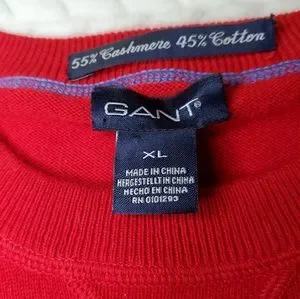 55% Cashmere 45% Cotton
GANT®
XL
MADE IN CHINA
HERGESTELLT IN CHINA
HECHO EN CHINA
RN 0101293